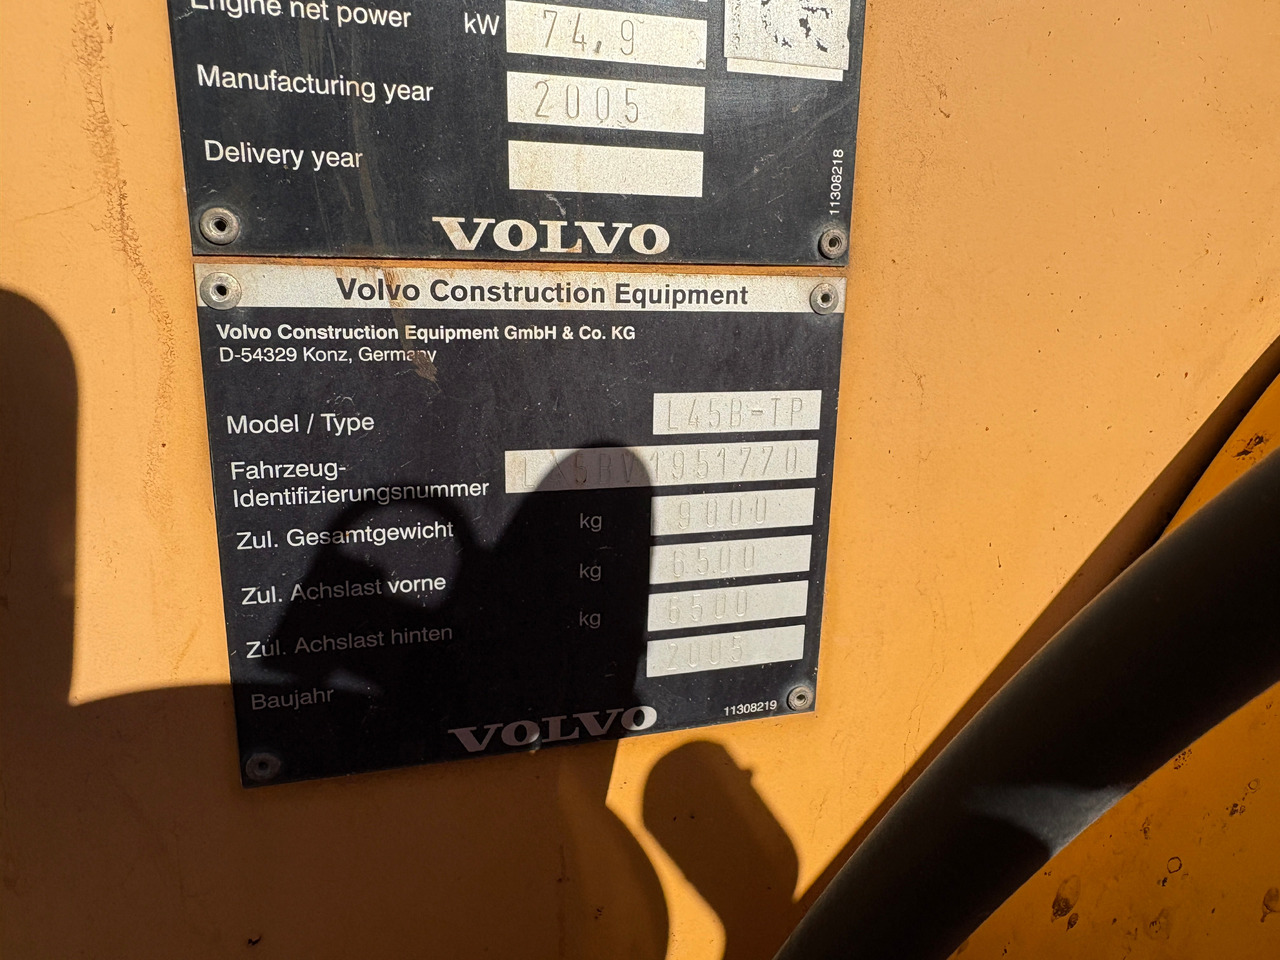 Engine net power kW 74,9
Manufacturing year 2005
Delivery year
11308218
VOLVO
Volvo Construction Equipment
Volvo Construction Equipment GmbH & Co. KG
D-54329 Konz, Germany
Model / Type L45B-TP
Fahrzeug-
Identifizierungsnummer
Zul. Gesamtgewicht kg 9000
Zul. Achslast vorne kg 6500
Zul. Achslast hinten kg 6500
Baujahr 2005
VOLVO
11308219